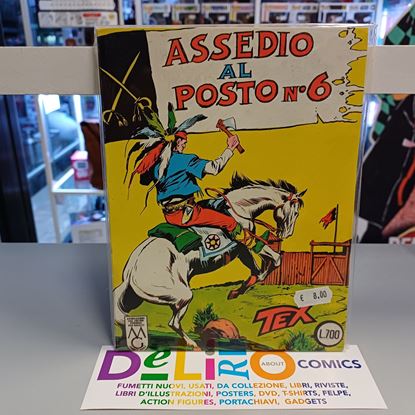 ASSEDIO
AL
POSTO N°6
€ 8.00
TEX
L.700
DeLiRiO
ABOUT
COMICS
FUMETTI NUOVI, USATI, DA COLLEZIONE, LIBRI, RIVISTE,
LIBRI D'ILLUSTRAZIONI, POSTERS, DVD, T-SHIRTS, FELPE,
ACTION FIGURES, PORTACHIAVI, GADGETS